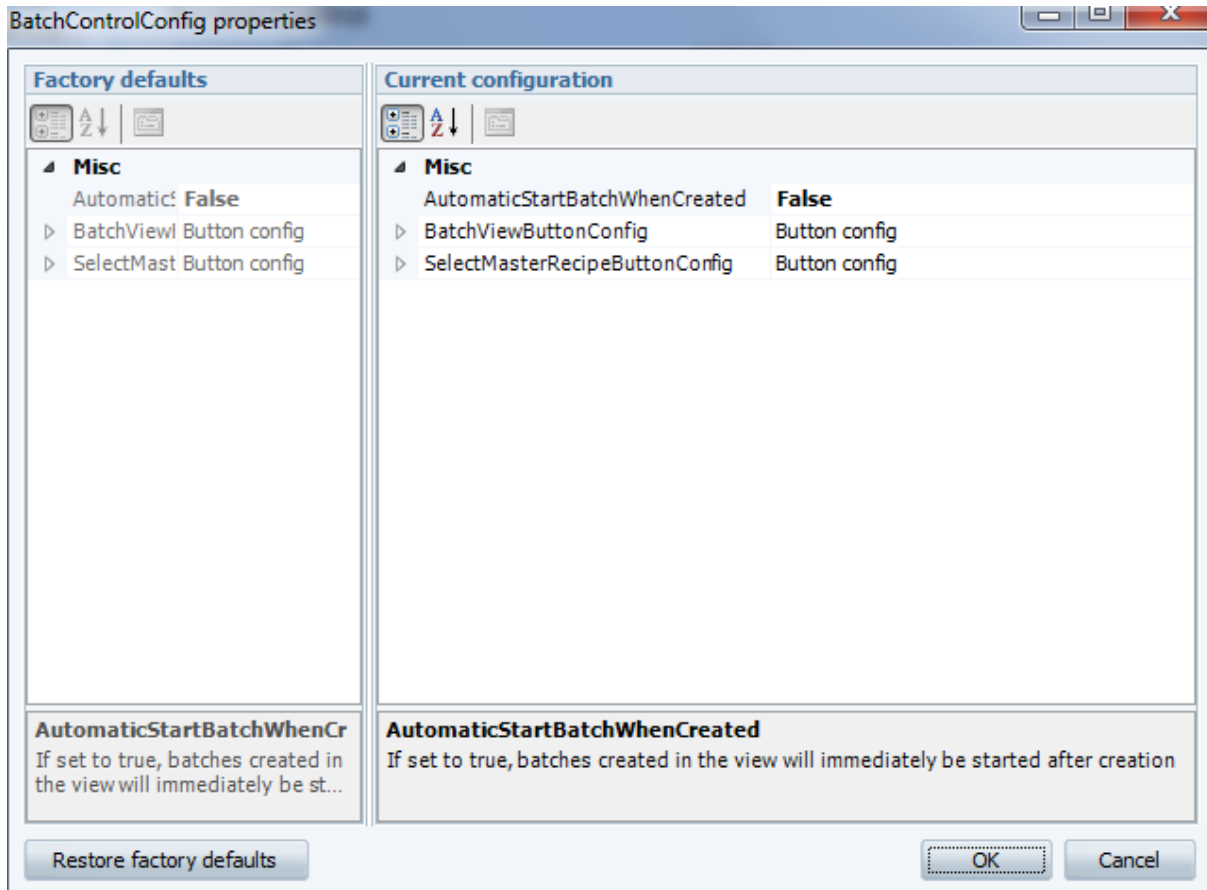 BatchControlConfig properties
Factory defaults
Current configuration
Misc
Automatic False
BatchViewI Button config
SelectMast Button config
Misc
AutomaticStartBatchWhenCreated False
BatchViewButtonConfig Button config
SelectMasterRecipeButtonConfig Button config
AutomaticStartBatchWhenCr
If set to true, batches created in
the view will immediately be st...
AutomaticStartBatchWhenCreated
If set to true, batches created in the view will immediately be started after creation
Restore factory defaults
OK
Cancel